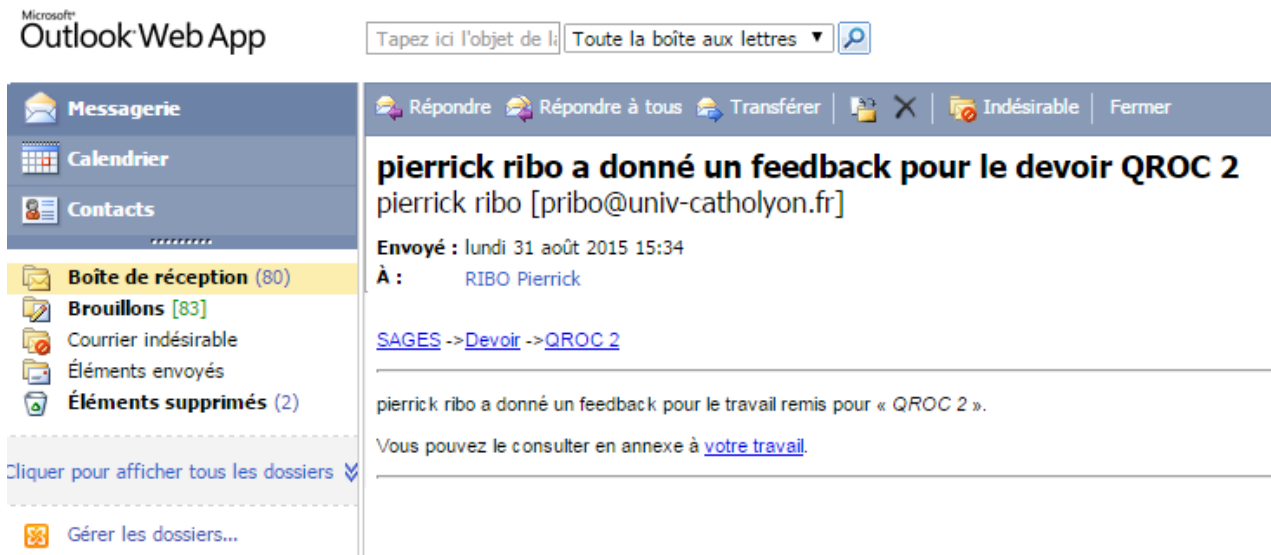 Microsoft®
Outlook Web App
Tapez ici l'objet de la Toute la boîte aux lettres
Messagerie
Calendrier
Contacts
Boîte de réception (80)
Brouillons [83]
Courrier indésirable
Éléments envoyés
Éléments supprimés (2)
Cliquer pour afficher tous les dossiers
Gérer les dossiers...
Répondre Répondre à tous Transférer Indésirable Fermer
pierrick ribo a donné un feedback pour le devoir QROC 2
pierrick ribo [pribo@univ-catholyon.fr]
Envoyé : lundi 31 août 2015 15:34
À : RIBO Pierrick
SAGES ->Devoir ->QROC 2
pierrick ribo a donné un feedback pour le travail remis pour « QROC 2 ».
Vous pouvez le consulter en annexe à votre travail.